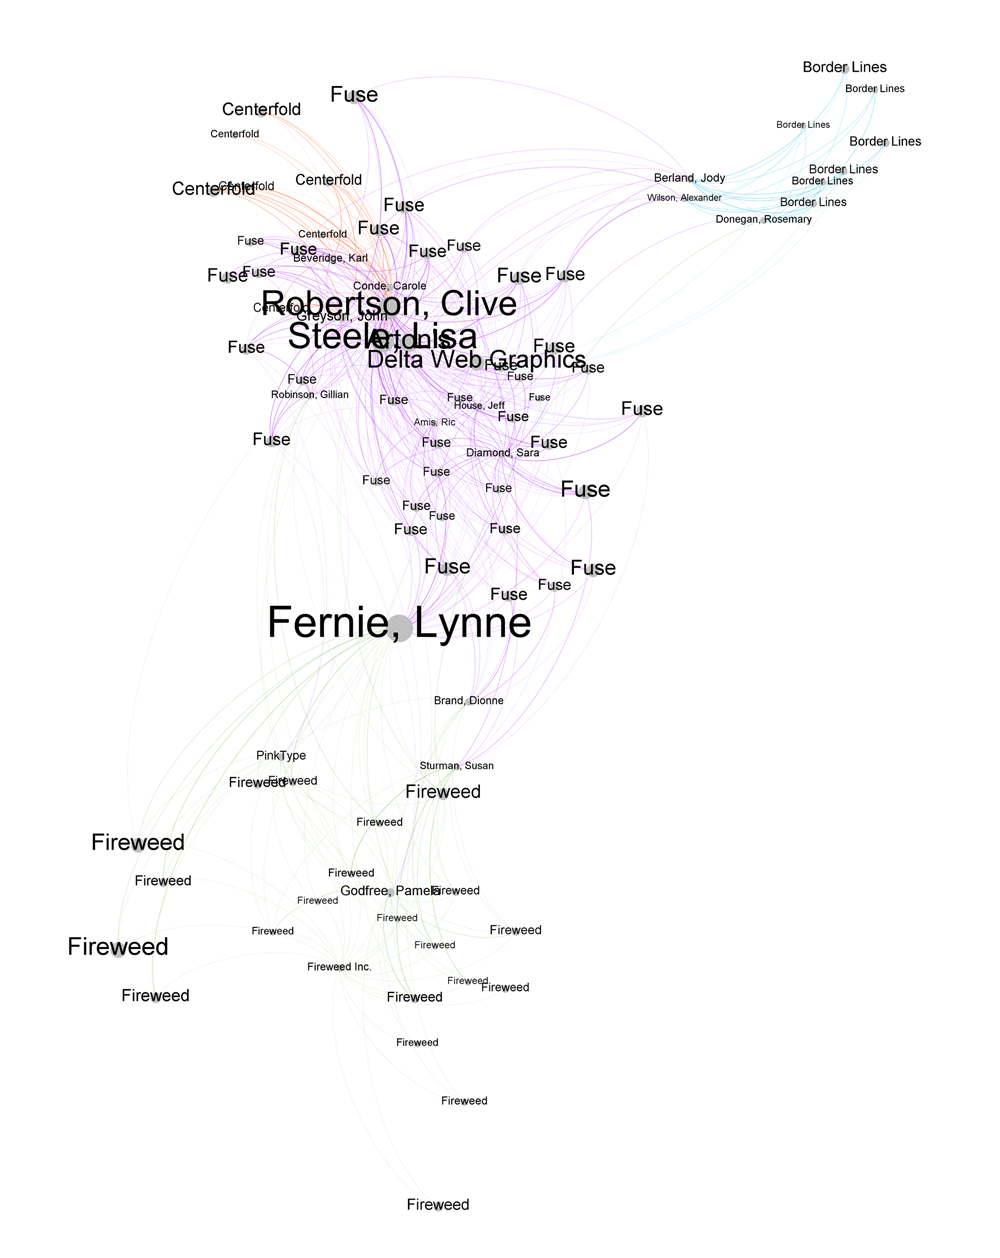 Border Lines
Border Lines
Fuse
Centerfold
Border Lines
Centerfold
Border Lines
Border Lines
Berland, Jody
Centerfold
Border Lines
Centerfold
Centerfold
Wilson, Alexander
Border Lines
Fuse
Donegan, Rosemary
Fuse
Centerfold
Fuse
Fuse
Fuse
Fuse
Beveridge, Karl
Fuse
Fuse
Fuse
Fuse
Conde, Carole
Robertson, Clive
Centerfold
Greyson, John
Steele, Lisa
Artons
Fuse
Fuse
Delta Web Graphics
Fuse
Fuse
Fuse
Fuse
Robinson, Gillian
Fuse
Fuse
Fuse
House, Jeff
Fuse
Fuse
Amis, Ric
Fuse
Fuse
Fuse
Diamond, Sara
Fuse
Fuse
Fuse
Fuse
Fuse
Fuse
Fuse
Fuse
Fuse
Fuse
Fuse
Fuse
Fernie, Lynne
Brand, Dionne
PinkType
Sturman, Susan
Fireweed
Fireweed
Fireweed
Fireweed
Fireweed
Fireweed
Fireweed
Godfree, Pamela
Fireweed
Fireweed
Fireweed
Fireweed
Fireweed
Fireweed
Fireweed
Fireweed
Fireweed Inc.
Fireweed
Fireweed
Fireweed
Fireweed
Fireweed
Fireweed
Fireweed